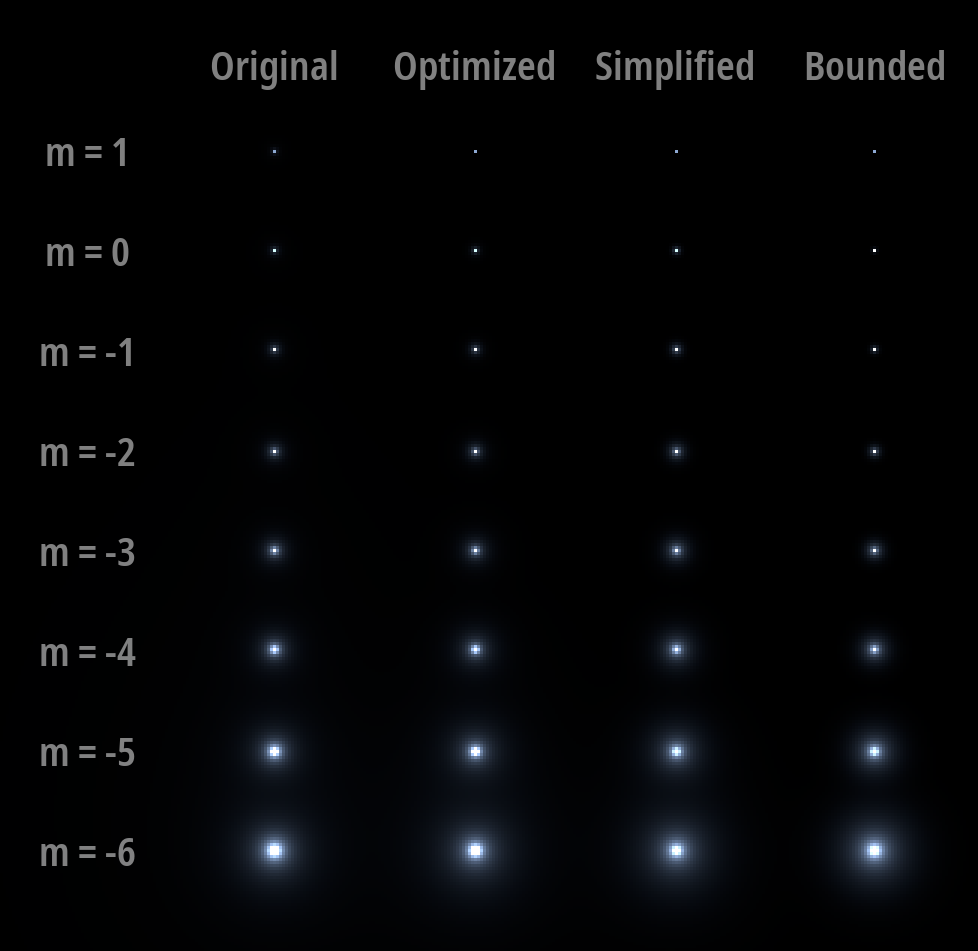 Original Optimized Simplified Bounded
m = 1
m = 0
m = -1
m = -2
m = -3
m = -4
m = -5
m = -6